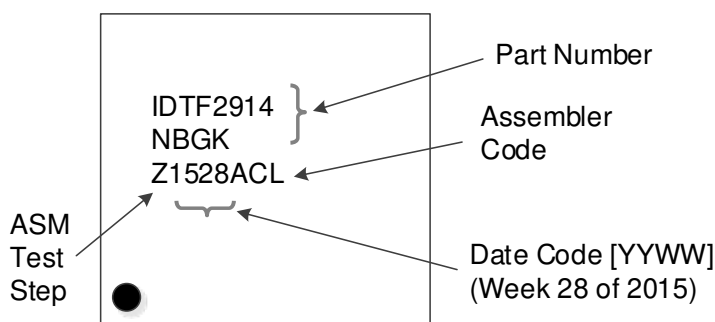 IDTF2914
NBGK
Z1528ACL
Part Number
Assembler
Code
ASM
Test
Step
Date Code [YYWW]
(Week 28 of 2015)